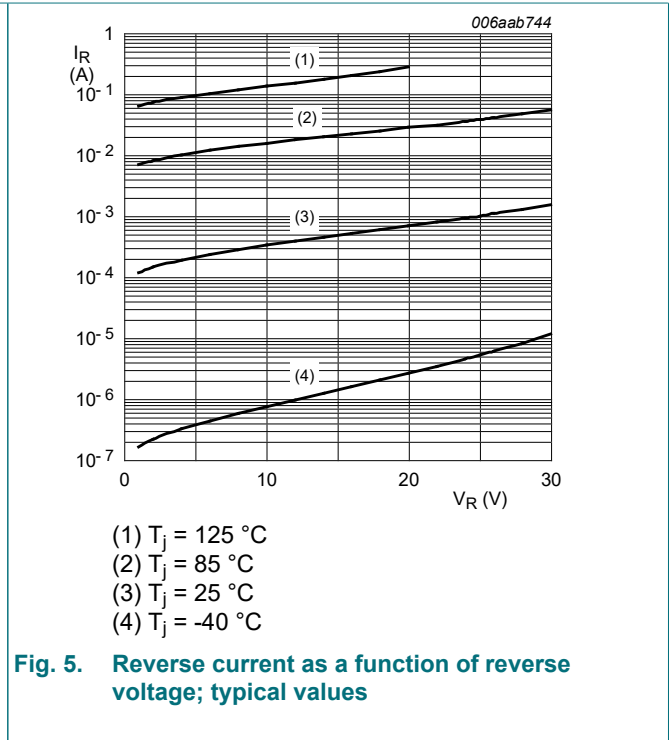 006aab744
1
I_R
(A)
10^-1
10^-2
10^-3
10^-4
10^-5
10^-6
10^-7
(1)
(2)
(3)
(4)
0 10 20 30
V_R (V)
(1) T_j = 125 °C
(2) T_j = 85 °C
(3) T_j = 25 °C
(4) T_j = -40 °C
Fig. 5. Reverse current as a function of reverse
voltage; typical values